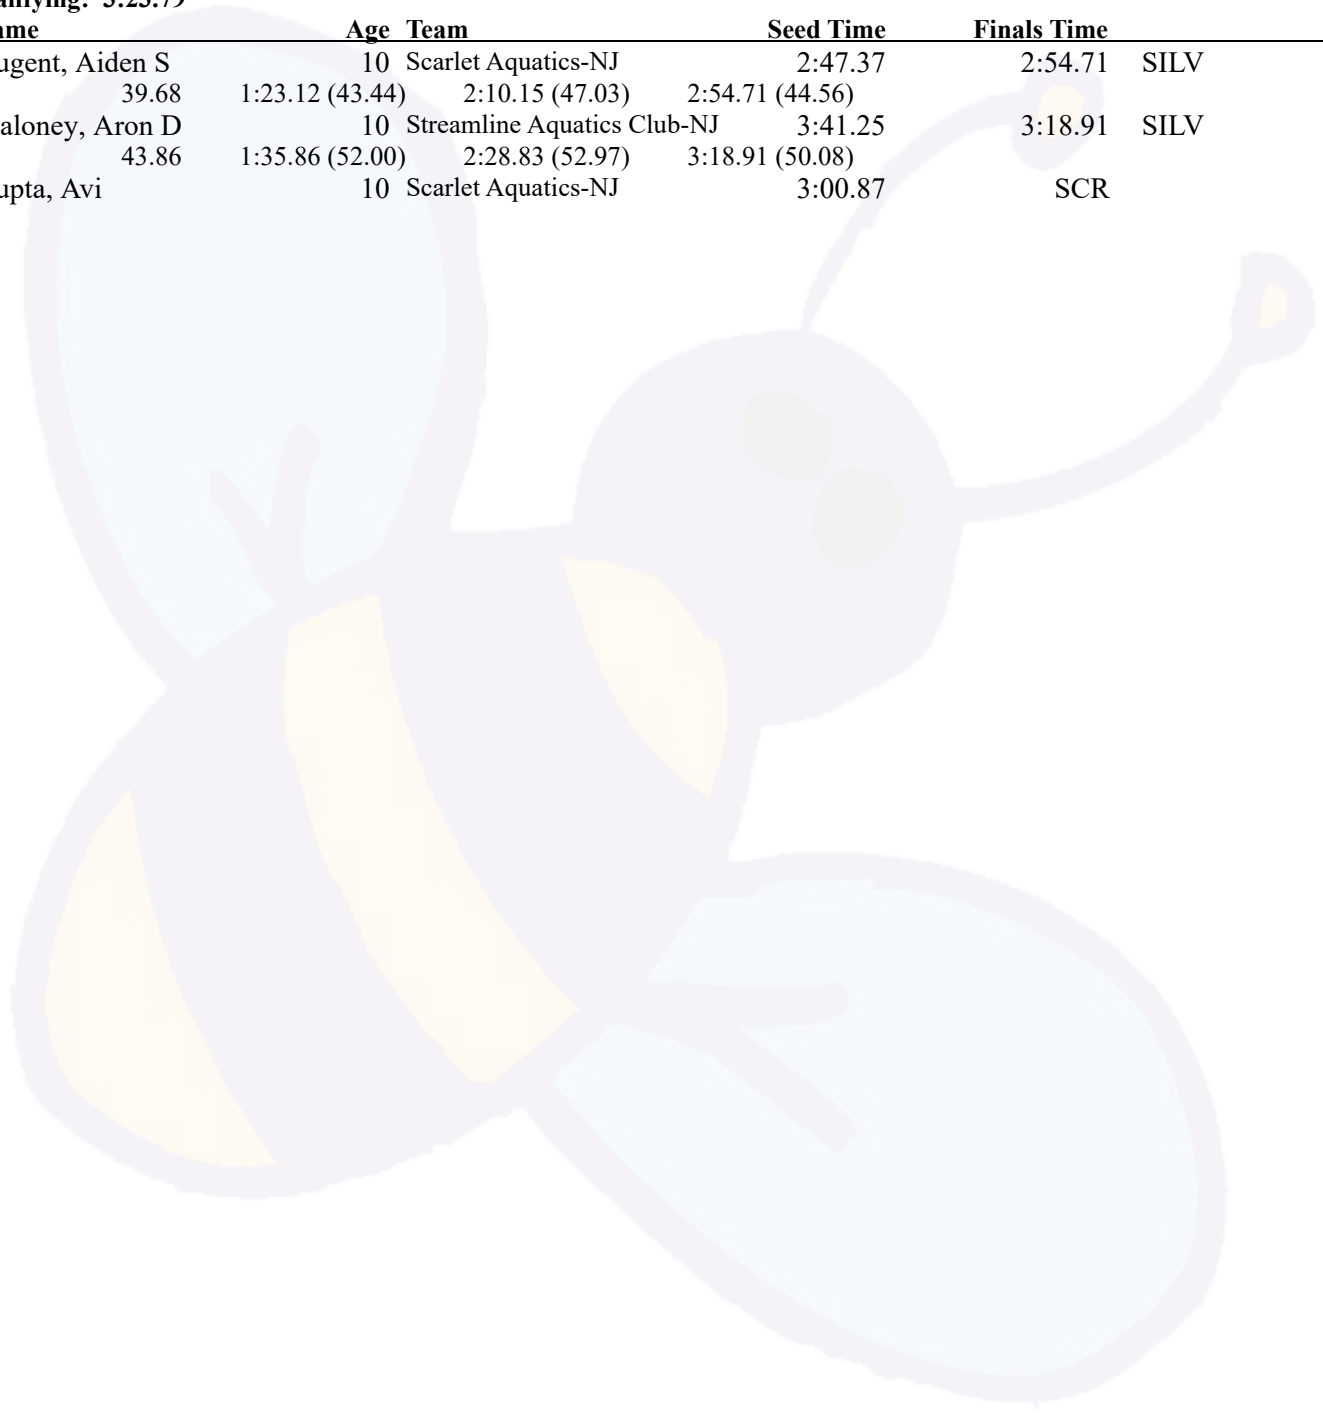 alifying: 3:23.79
ame Age Team Seed Time Finals Time
ugent, Aiden S 10 Scarlet Aquatics-NJ 2:47.37 2:54.71 SILV
39.68 1:23.12 (43.44) 2:10.15 (47.03) 2:54.71 (44.56)
aloney, Aron D 10 Streamline Aquatics Club-NJ 3:41.25 3:18.91 SILV
43.86 1:35.86 (52.00) 2:28.83 (52.97) 3:18.91 (50.08)
upta, Avi 10 Scarlet Aquatics-NJ 3:00.87 SCR